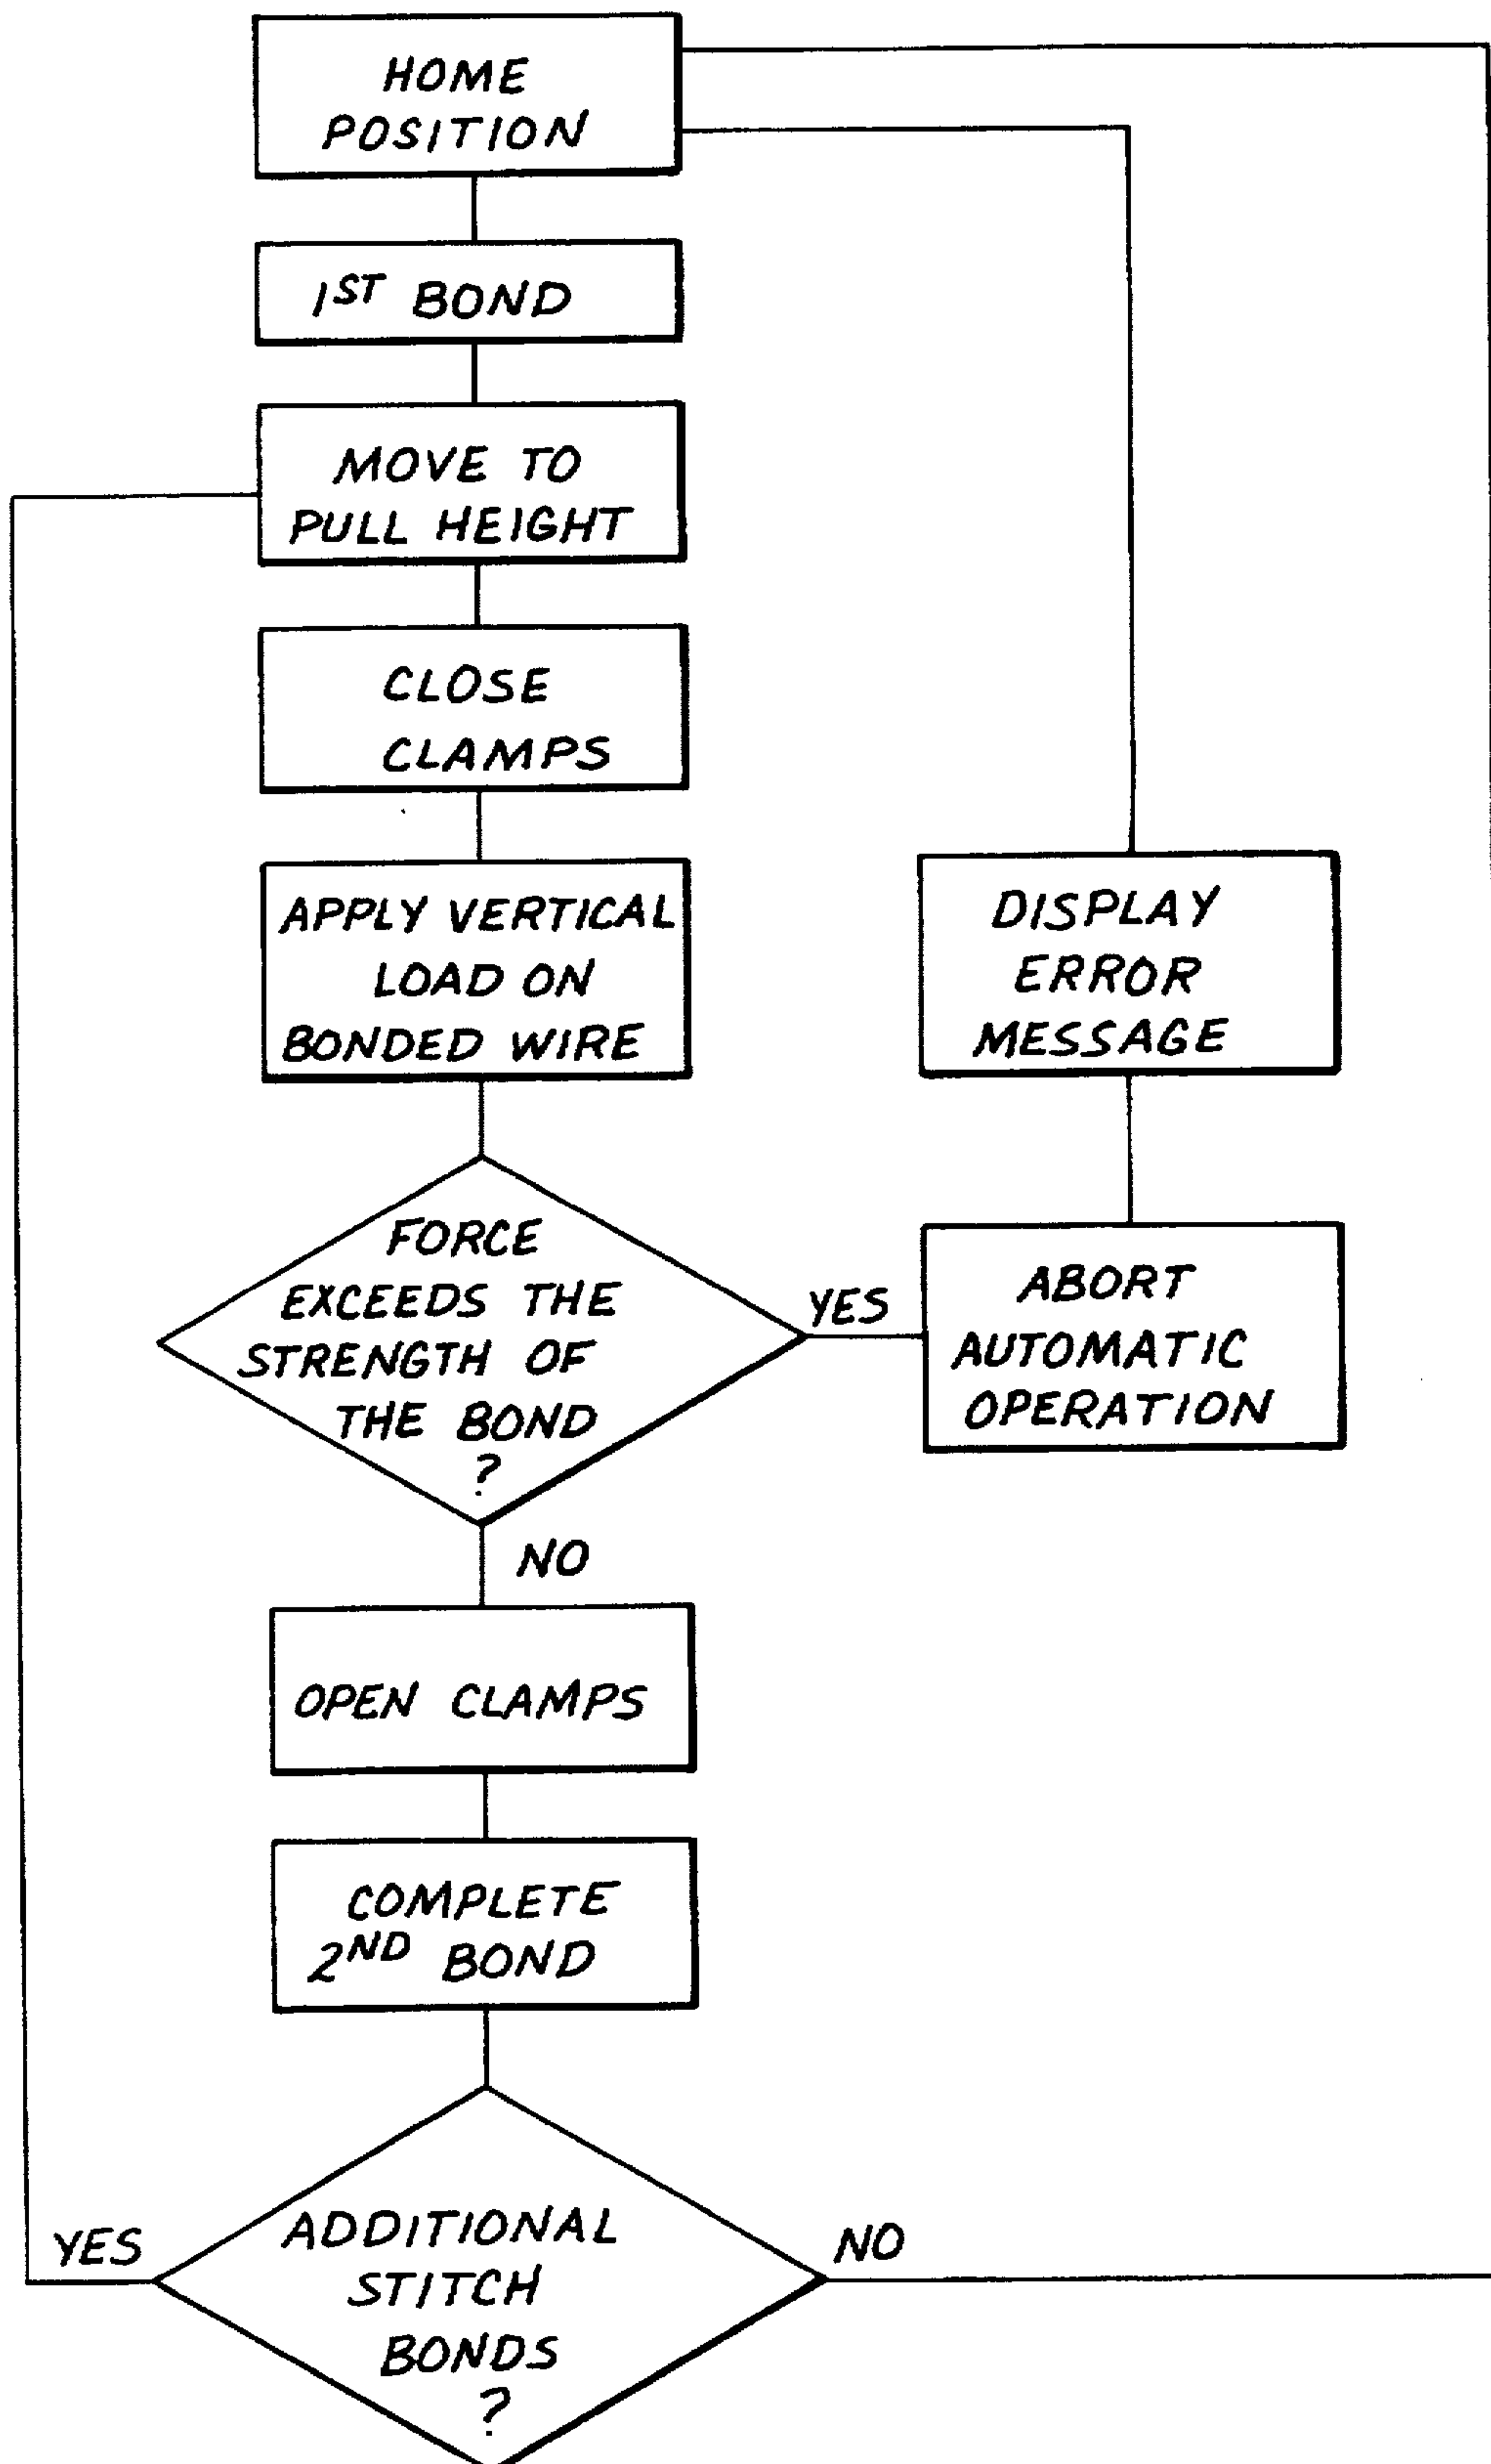 HOME
POSITION
1ST BOND
MOVE TO
PULL HEIGHT
CLOSE
CLAMPS
APPLY VERTICAL
LOAD ON
BONDED WIRE
DISPLAY
ERROR
MESSAGE
FORCE
EXCEEDS THE
STRENGTH OF
THE BOND
?
YES
ABORT
AUTOMATIC
OPERATION
NO
OPEN CLAMPS
COMPLETE
2ND BOND
YES
ADDITIONAL
STITCH
BONDS
?
NO